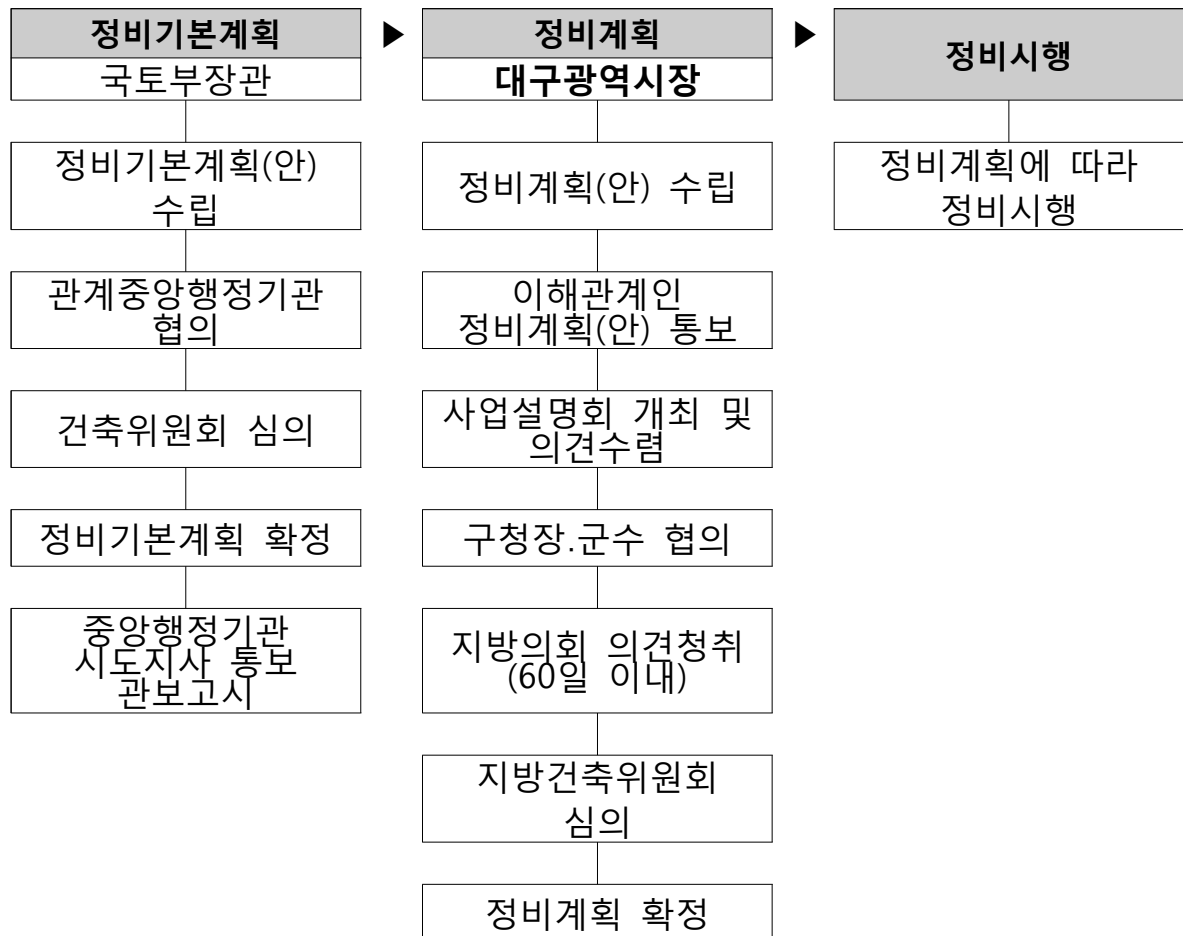 정비기본계획
국토부장관
정비기본계획(안)
수립
관계중앙행정기관
협의
건축위원회 심의
정비기본계획 확정
중앙행정기관
시도지사 통보
관보고시
▶
정비계획
대구광역시장
정비계획(안) 수립
이해관계인
정비계획(안) 통보
사업설명회 개최 및
의견수렴
구청장.군수 협의
지방의회 의견청취
(60일 이내)
지방건축위원회
심의
정비계획 확정
▶
정비시행
정비계획에 따라
정비시행